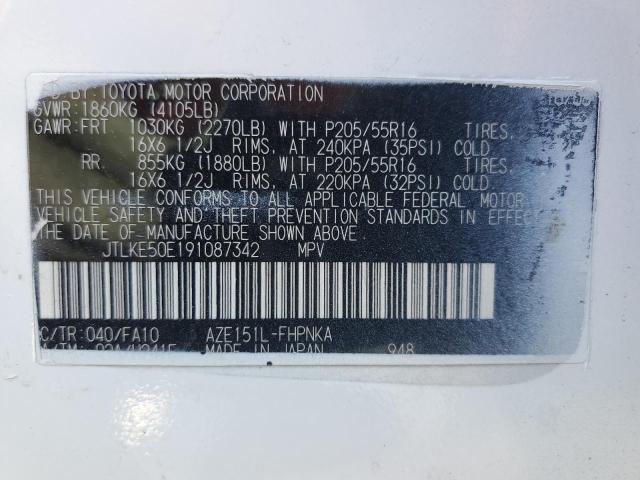 BY: TOYOTA MOTOR CORPORATION
GVWR: 1860KG (4105LB)
GAWR: FRT 1030KG (2270LB) WITH P205/55R16 TIRES,
16X6 1/2J RIMS, AT 240KPA (35PSI) COLD
RR 855KG (1880LB) WITH P205/55R16 TIRES,
16X6 1/2J RIMS, AT 220KPA (32PSI) COLD
THIS VEHICLE CONFORMS TO ALL APPLICABLE FEDERAL MOTOR
VEHICLE SAFETY AND THEFT PREVENTION STANDARDS IN EFFECT
THE DATE OF MANUFACTURE SHOWN ABOVE.
JTLKE50E191087342 MPV
C/TR: 040/FA10 AZE151L-FHPNKA
MADE IN JAPAN 948